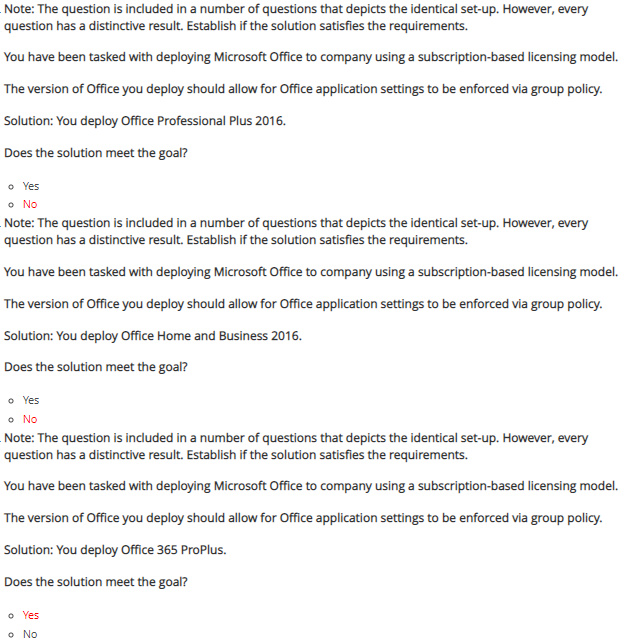 Note: The question is included in a number of questions that depicts the identical set-up. However, every
question has a distinctive result. Establish if the solution satisfies the requirements.
You have been tasked with deploying Microsoft Office to company using a subscription-based licensing model.
The version of Office you deploy should allow for Office application settings to be enforced via group policy.
Solution: You deploy Office Professional Plus 2016.
Does the solution meet the goal?
Yes
No
Note: The question is included in a number of questions that depicts the identical set-up. However, every
question has a distinctive result. Establish if the solution satisfies the requirements.
You have been tasked with deploying Microsoft Office to company using a subscription-based licensing model.
The version of Office you deploy should allow for Office application settings to be enforced via group policy.
Solution: You deploy Office Home and Business 2016.
Does the solution meet the goal?
Yes
No
Note: The question is included in a number of questions that depicts the identical set-up. However, every
question has a distinctive result. Establish if the solution satisfies the requirements.
You have been tasked with deploying Microsoft Office to company using a subscription-based licensing model.
The version of Office you deploy should allow for Office application settings to be enforced via group policy.
Solution: You deploy Office 365 ProPlus.
Does the solution meet the goal?
Yes
No